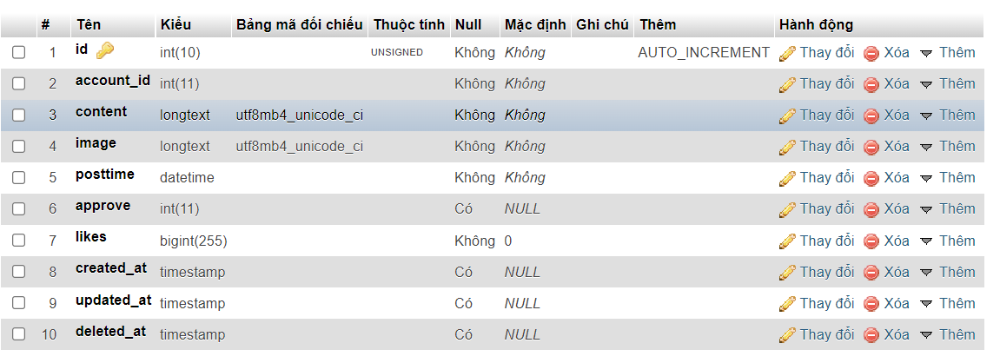 # Tên Kiểu Bảng mã đối chiếu Thuộc tính Null Mặc định Ghi chú Thêm Hành động
1 id int(10) UNSIGNED Không Không AUTO_INCREMENT Thay đổi Xóa Thêm
2 account_id int(11) Không Không Thay đổi Xóa Thêm
3 content longtext utf8mb4_unicode_ci Không Không Thay đổi Xóa Thêm
4 image longtext utf8mb4_unicode_ci Không Không Thay đổi Xóa Thêm
5 posttime datetime Không Không Thay đổi Xóa Thêm
6 approve int(11) Có NULL Thay đổi Xóa Thêm
7 likes bigint(255) Không 0 Thay đổi Xóa Thêm
8 created_at timestamp Có NULL Thay đổi Xóa Thêm
9 updated_at timestamp Có NULL Thay đổi Xóa Thêm
10 deleted_at timestamp Có NULL Thay đổi Xóa Thêm